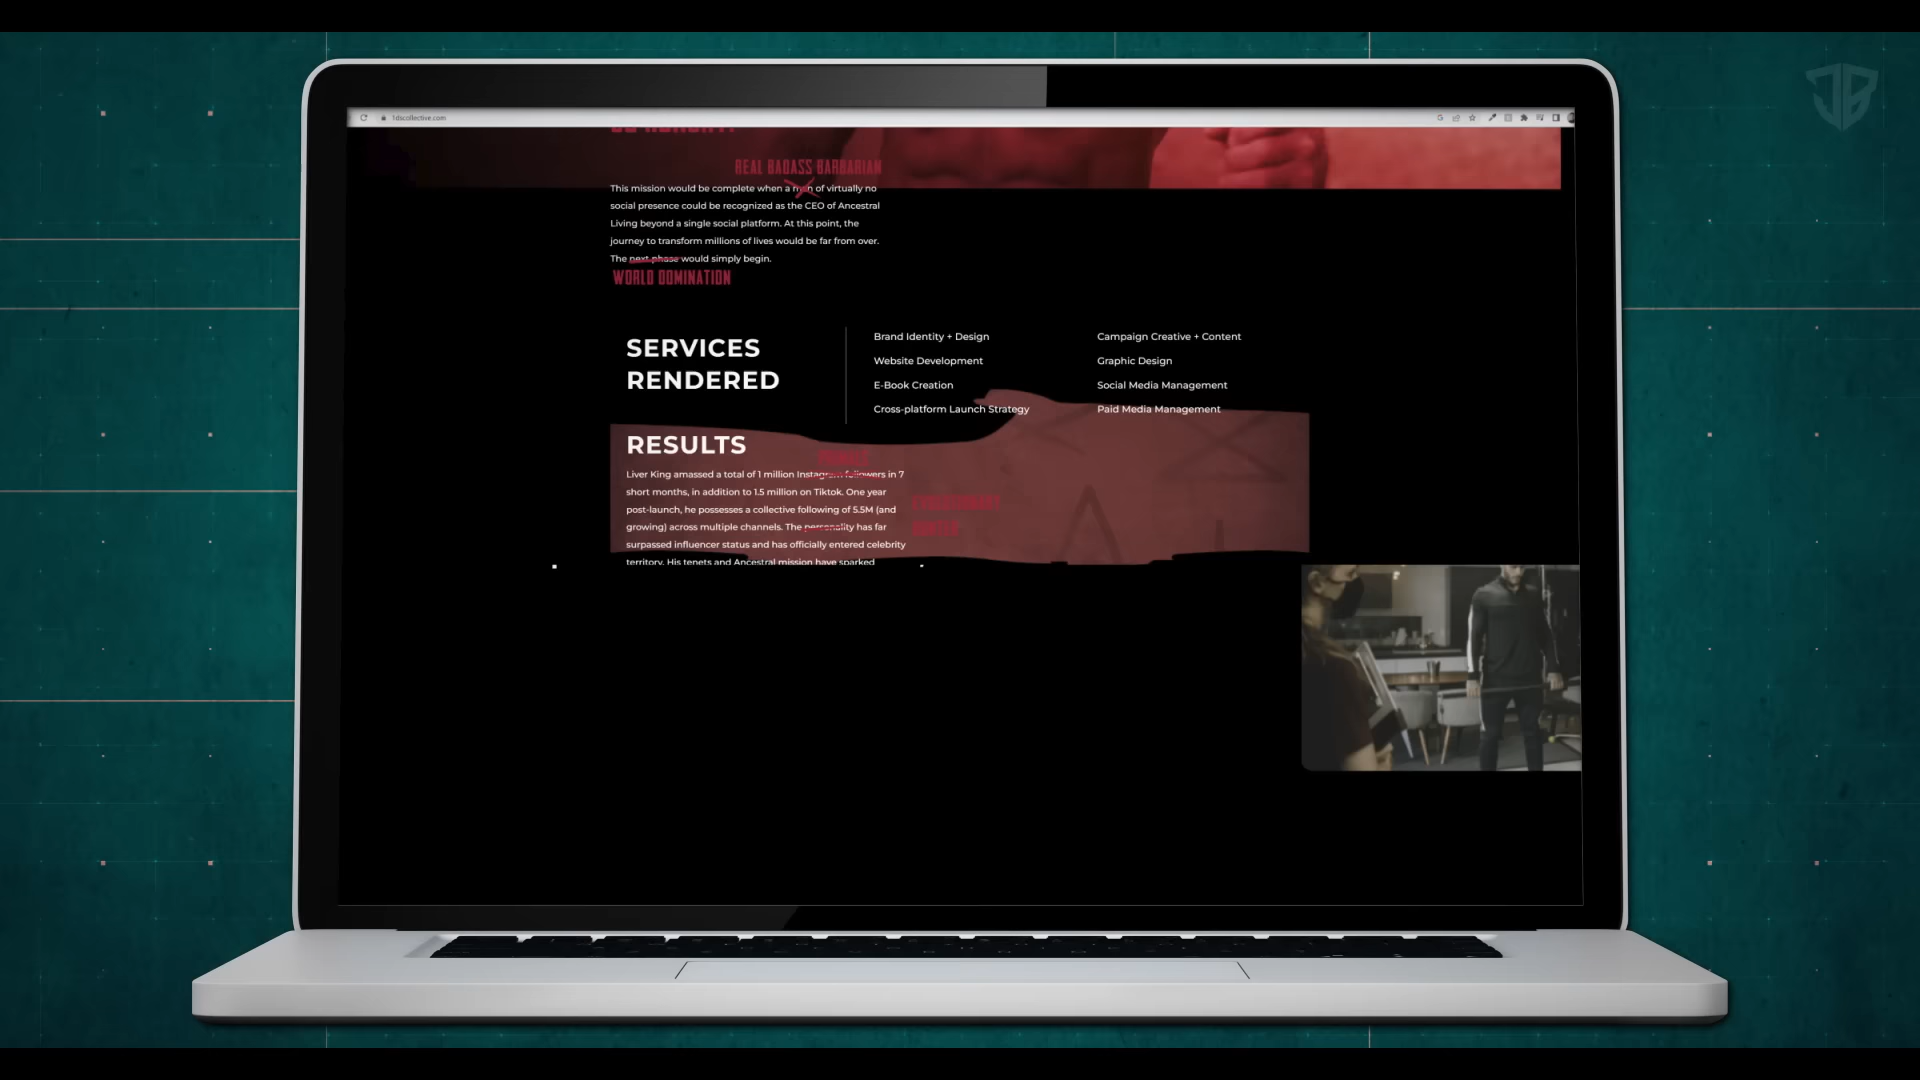 1dscollective.com
REAL BADASS BARBARIAN
This mission would be complete when a man of virtually no
social presence could be recognized as the CEO of Ancestral
Living beyond a single social platform. At this point, the
journey to transform millions of lives would be far from over.
The next phase would simply begin.
WORLD DOMINATION
SERVICES
RENDERED
Brand Identity + Design
Website Development
E-Book Creation
Cross-platform Launch Strategy
Campaign Creative + Content
Graphic Design
Social Media Management
Paid Media Management
RESULTS
PRIMALS
Liver King amassed a total of 1 million Instagram followers in 7
short months, in addition to 1.5 million on Tiktok. One year
post-launch, he possesses a collective following of 5.5M (and
growing) across multiple channels. The personality has far
surpassed influencer status and has officially entered celebrity
territory. His tenets and Ancestral mission have sparked
EVOLUTIONARY
HUNTER